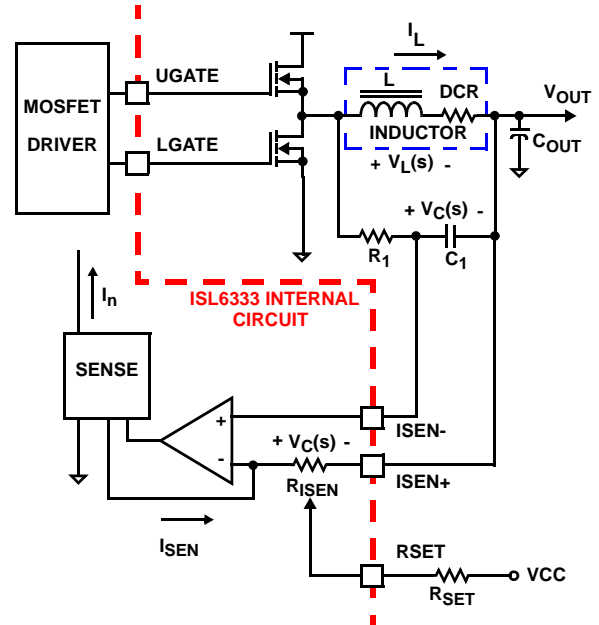 MOSFET
DRIVER
UGATE
LGATE
I_L
L
DCR
INDUCTOR
+ V_L(s) -
V_OUT
C_OUT
+ V_C(s) -
R_1
C_1
ISL6333 INTERNAL
CIRCUIT
I_n
SENSE
+
-
+ V_C(s) -
R_ISEN
ISEN-
ISEN+
I_SEN
RSET
R_SET
VCC